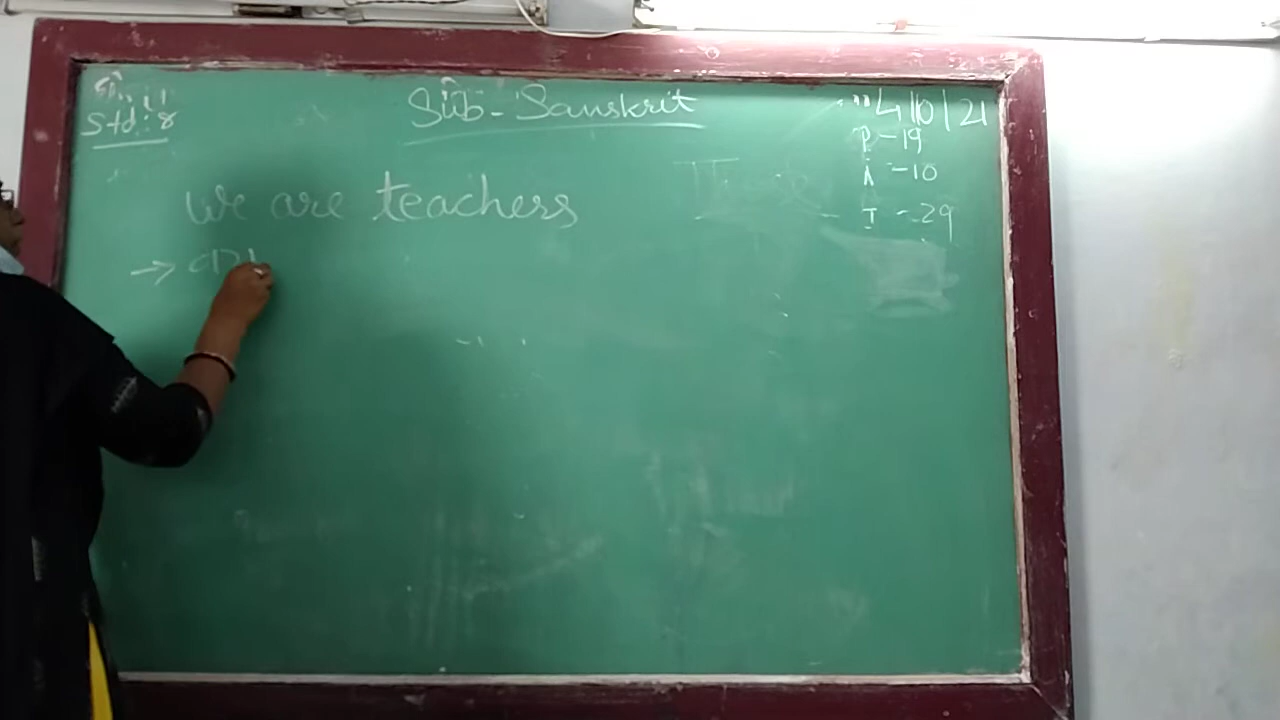 Std: 8
Sub - Sanskrit
4/10/21
P - 19
A - 10
T - 29
We are teachers
→